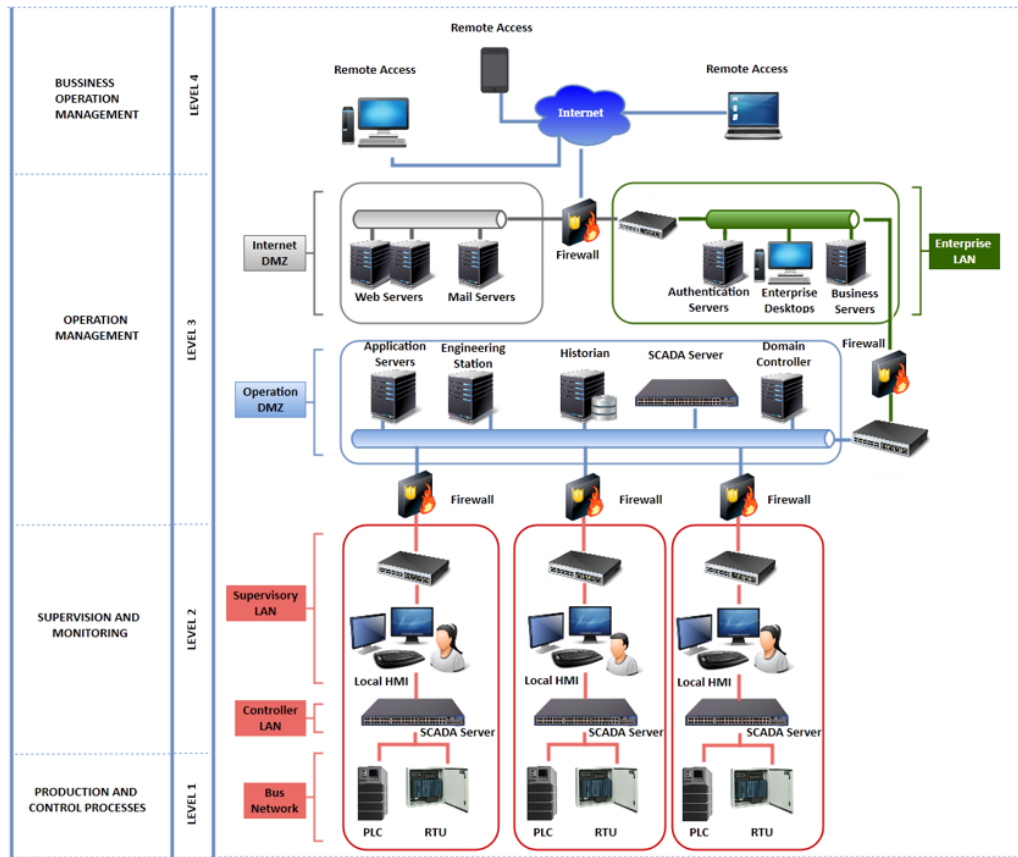 BUSSINESS
OPERATION
MANAGEMENT
LEVEL 4
Remote Access
Remote Access
Remote Access
Internet
OPERATION
MANAGEMENT
LEVEL 3
Internet
DMZ
Web Servers
Mail Servers
Firewall
Authentication
Servers
Enterprise
Desktops
Business
Servers
Enterprise
LAN
Firewall
Operation
DMZ
Application
Servers
Engineering
Station
Historian
SCADA Server
Domain
Controller
Firewall
Firewall
Firewall
SUPERVISION AND
MONITORING
LEVEL 2
Supervisory
LAN
Local HMI
Local HMI
Local HMI
Controller
LAN
SCADA Server
SCADA Server
SCADA Server
PRODUCTION AND
CONTROL PROCESSES
LEVEL 1
Bus
Network
PLC
RTU
PLC
RTU
PLC
RTU